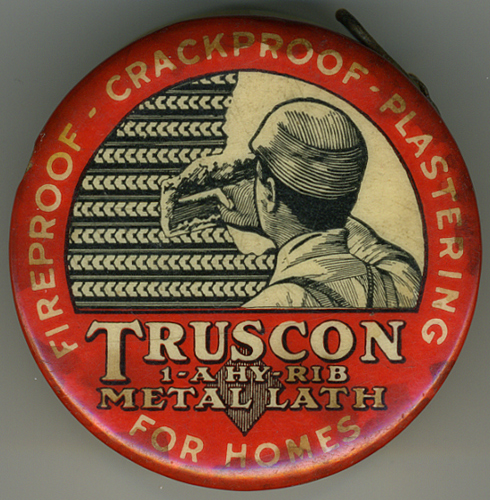 FIREPROOF - CRACKPROOF - PLASTERING
TRUSCON
1-A HY-RIB
METAL LATH
FOR HOMES